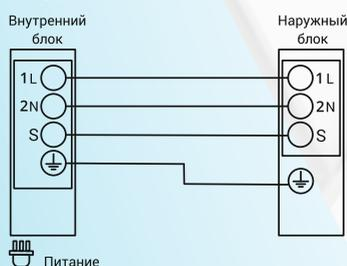 Внутренний
блок
Наружный
блок
1L
1L
2N
2N
S
S
Питание